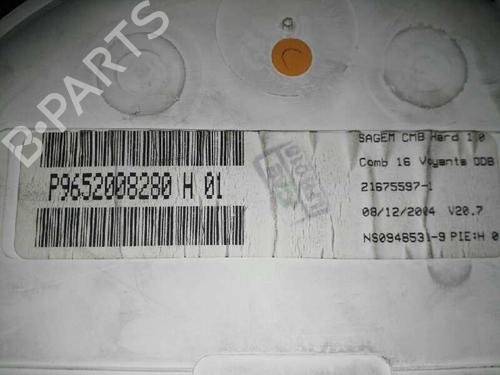 B-PARTS
P9652008280 H 01
SAGEM CMB Hard 1.0
Comb 16 Voyants ODB
21675597-1
08/12/2004 V20.7
NS0948531-9 PIE:H 0